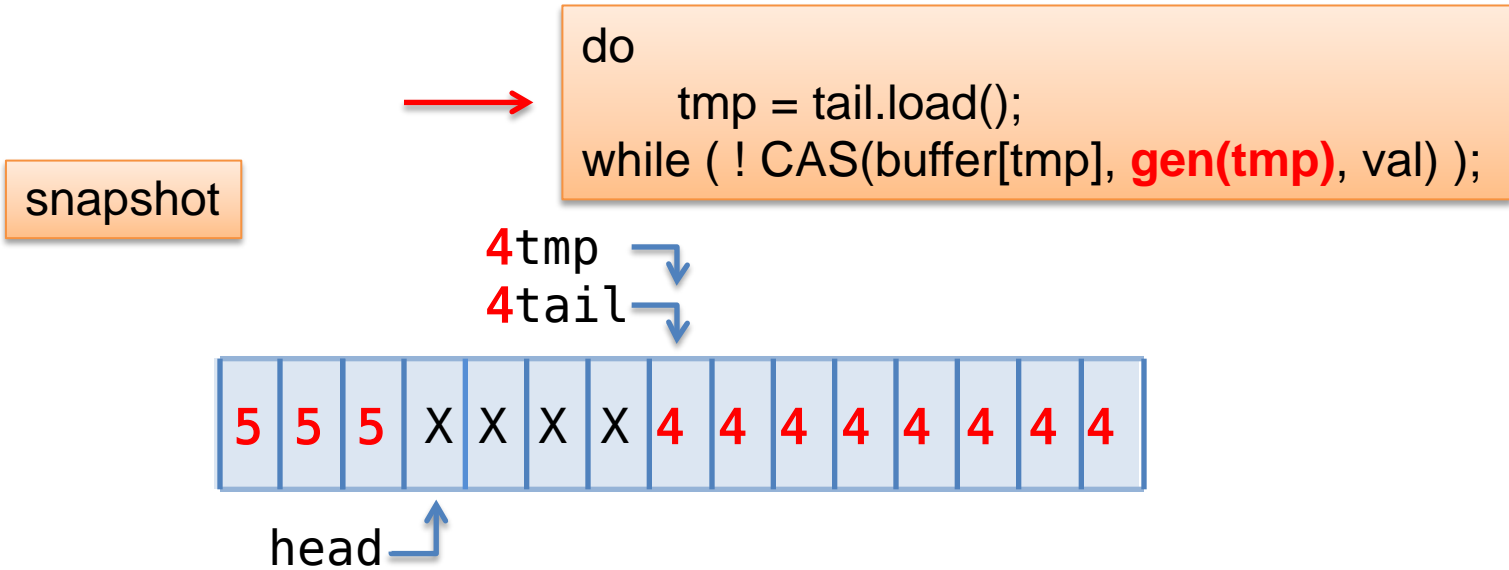 do
tmp = tail.load();
while ( ! CAS(buffer[tmp], gen(tmp), val) );
snapshot
4tmp
4tail
5 5 5 X X X X 4 4 4 4 4 4 4 4
head